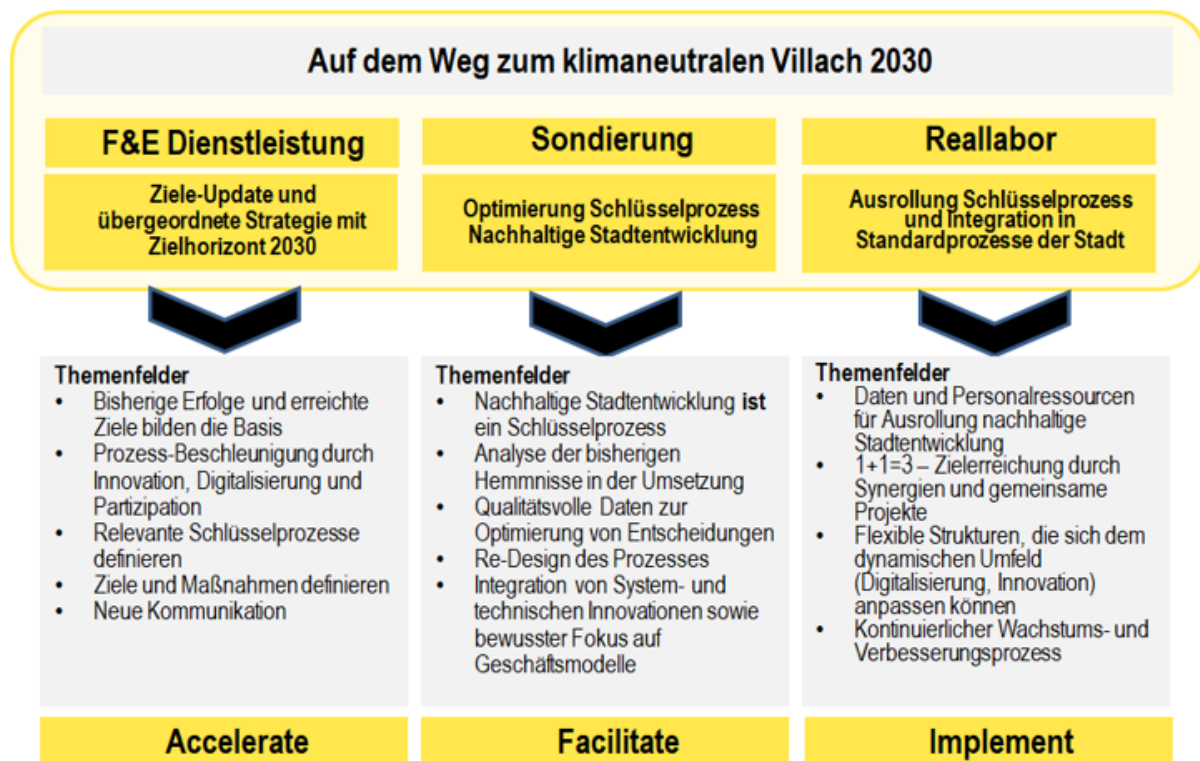 Auf dem Weg zum klimaneutralen Villach 2030
F&E Dienstleistung
Ziele-Update und
übergeordnete Strategie mit
Zielhorizont 2030
Sondierung
Optimierung Schlüsselprozess
Nachhaltige Stadtentwicklung
Reallabor
Ausrollung Schlüsselprozess
und Integration in
Standardprozesse der Stadt
Themenfelder
• Bisherige Erfolge und erreichte
Ziele bilden die Basis
• Prozess-Beschleunigung durch
Innovation, Digitalisierung und
Partizipation
• Relevante Schlüsselprozesse
definieren
• Ziele und Maßnahmen definieren
• Neue Kommunikation
Accelerate
Themenfelder
• Nachhaltige Stadtentwicklung ist
ein Schlüsselprozess
• Analyse der bisherigen
Hemmnisse in der Umsetzung
• Qualitätsvolle Daten zur
Optimierung von Entscheidungen
• Re-Design des Prozesses
• Integration von System- und
technischen Innovationen sowie
bewusster Fokus auf
Geschäftsmodelle
Facilitate
Themenfelder
• Daten und Personalressourcen
für Ausrollung nachhaltige
Stadtentwicklung
• 1+1=3 – Zielerreichung durch
Synergien und gemeinsame
Projekte
• Flexible Strukturen, die sich dem
dynamischen Umfeld
(Digitalisierung, Innovation)
anpassen können
• Kontinuierlicher Wachstums- und
Verbesserungsprozess
Implement